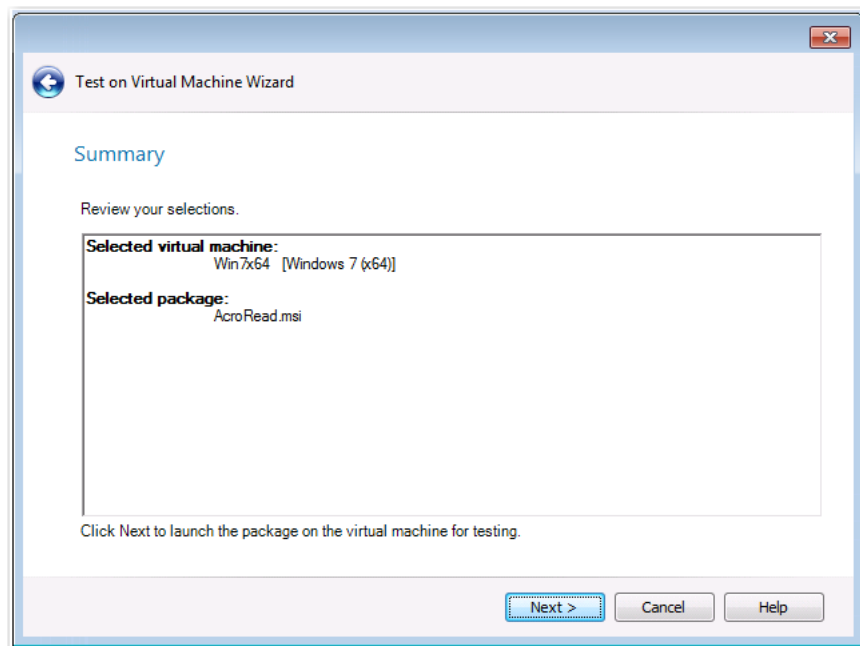 Test on Virtual Machine Wizard
Summary
Review your selections.
Selected virtual machine:
Win7x64 [Windows 7 (x64)]
Selected package:
AcroRead.msi
Click Next to launch the package on the virtual machine for testing.
Next > Cancel Help